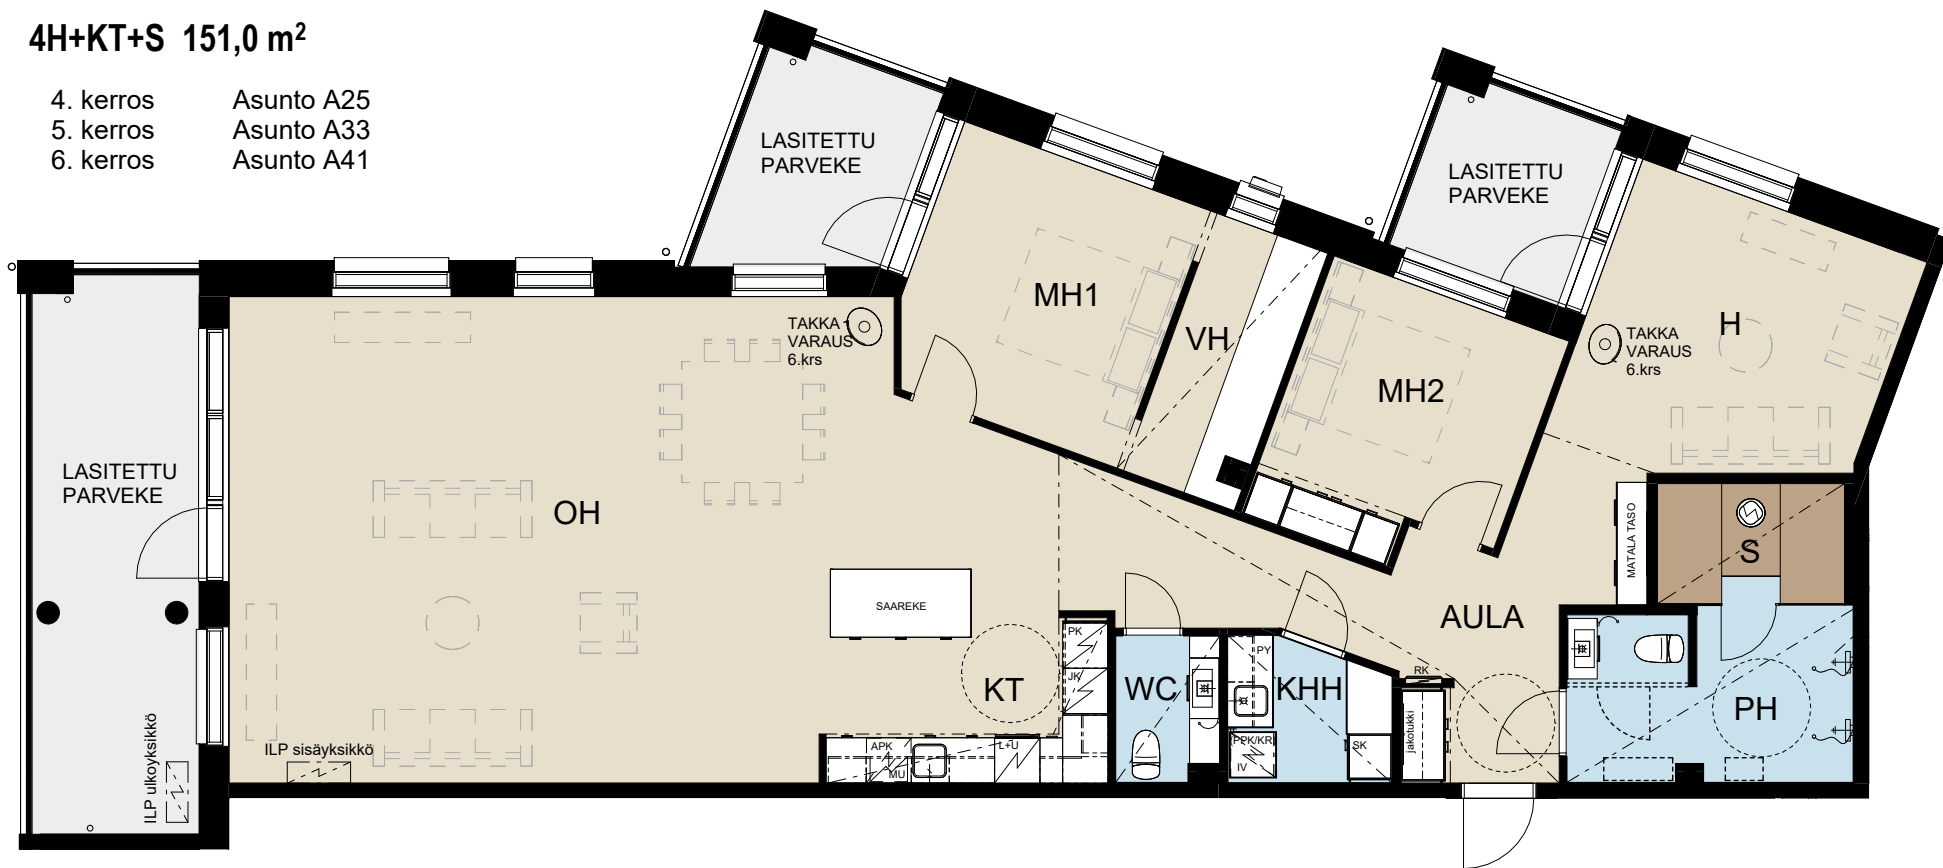 4H+KT+S 151,0 m²
4. kerros Asunto A25
5. kerros Asunto A33
6. kerros Asunto A41
LASITETTU
PARVEKE
LASITETTU
PARVEKE
LASITETTU
PARVEKE
MH1
VH
MH2
H
TAKKA
VARAUS
6.krs
TAKKA
VARAUS
6.krs
OH
MATALA TASO
S
SAAREKE
AULA
PK
JK
KT
WC
PY
KHH
RK
PH
jakotukki
ILP sisäyksikkö
ILP ulkoyksikkö
APK
MU
L+U
PPK/KR
IV
SK